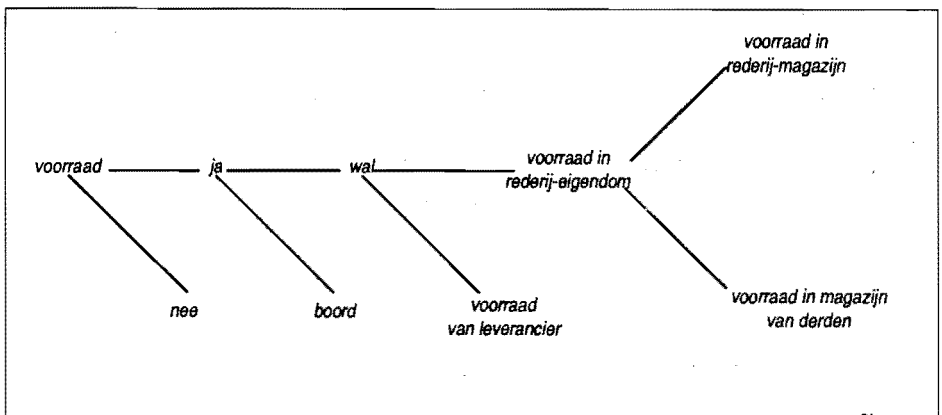 voorraad in
rederij-magazijn
voorraad
ja
wal
voorraad in
rederij-eigendom
nee
boord
voorraad
van leverancier
voorraad in magazijn
van derden